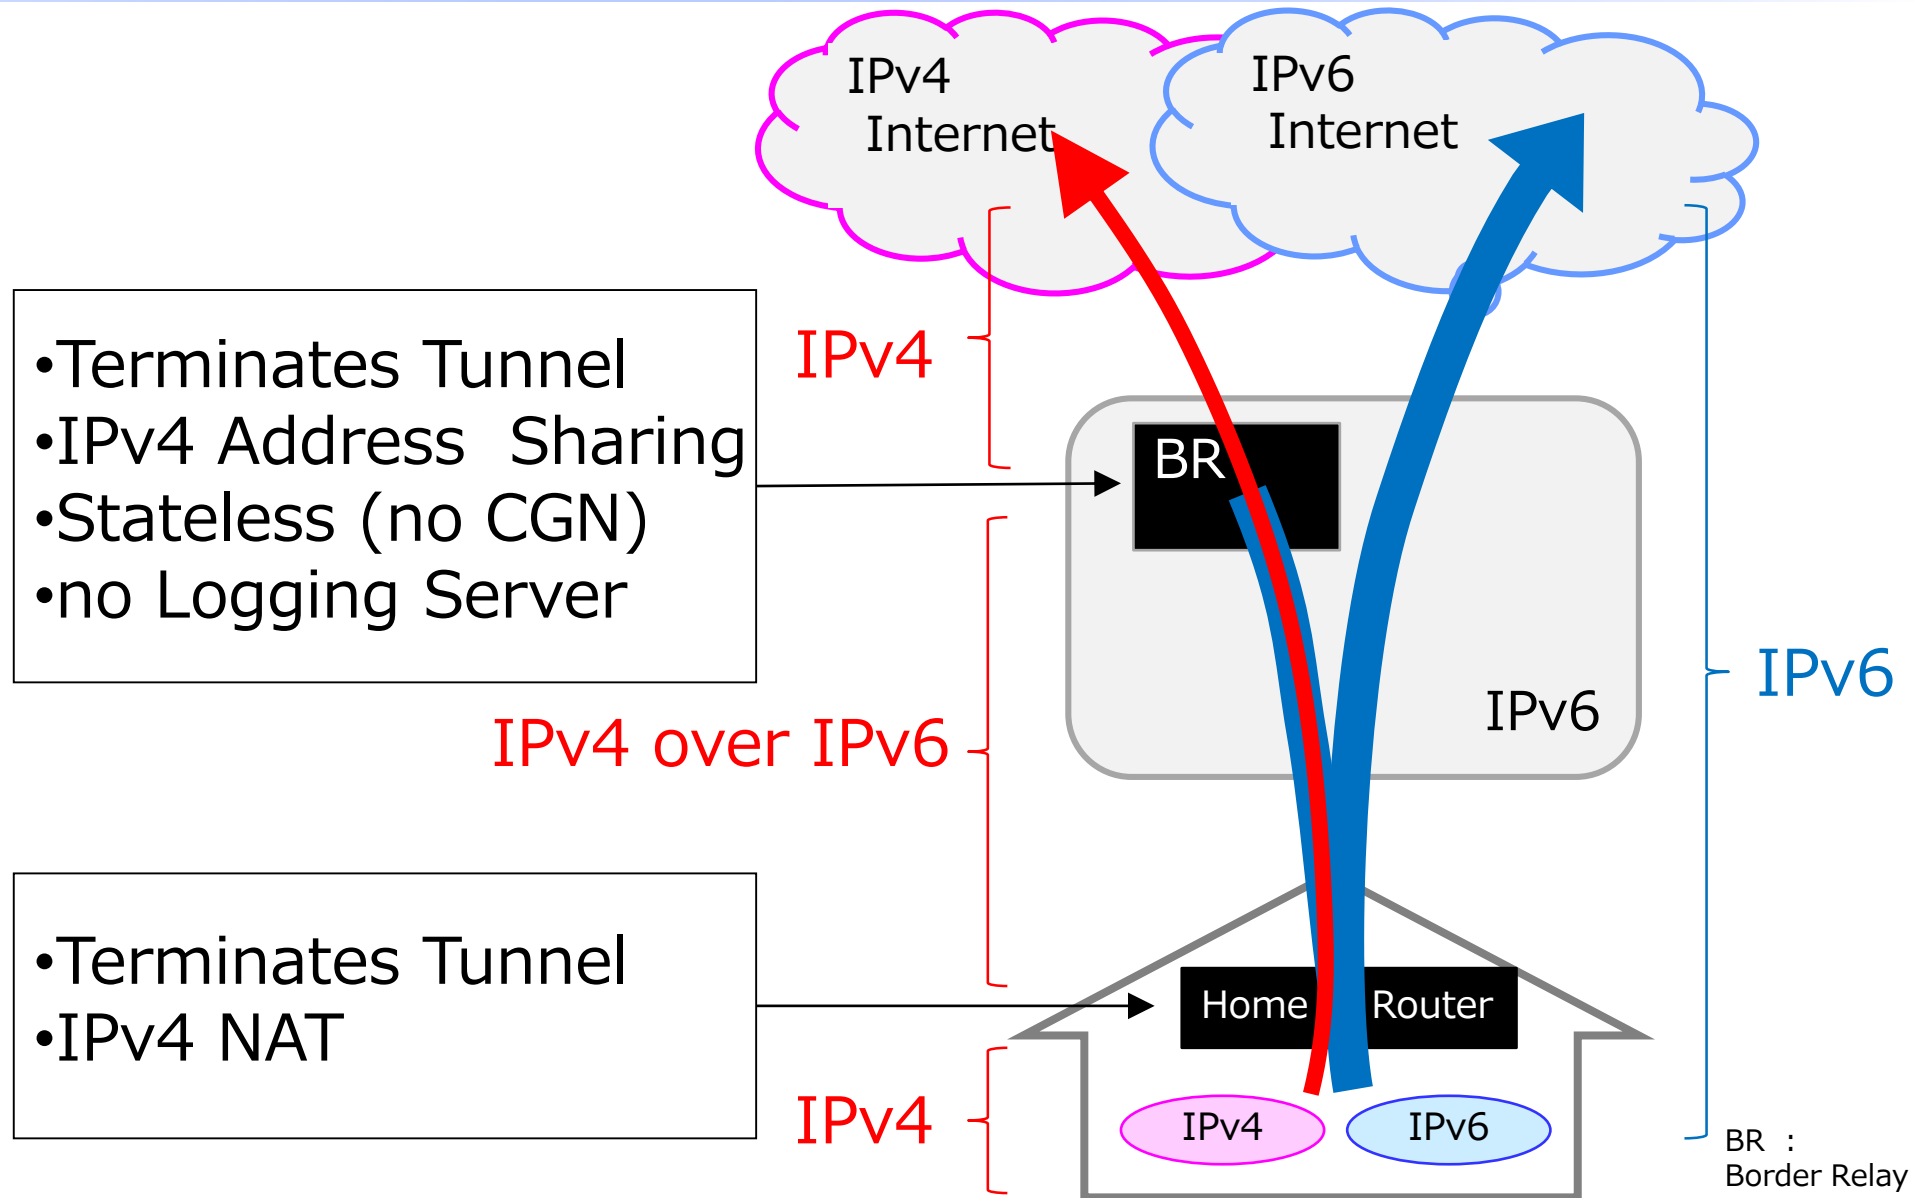 IPv4
Internet
IPv6
Internet
IPv4
•Terminates Tunnel
•IPv4 Address  Sharing
•Stateless (no CGN)
•no Logging Server
BR
IPv6
IPv6
IPv4 over IPv6
•Terminates Tunnel
•IPv4 NAT
Home Router
IPv4
IPv4
IPv6
BR :
Border Relay